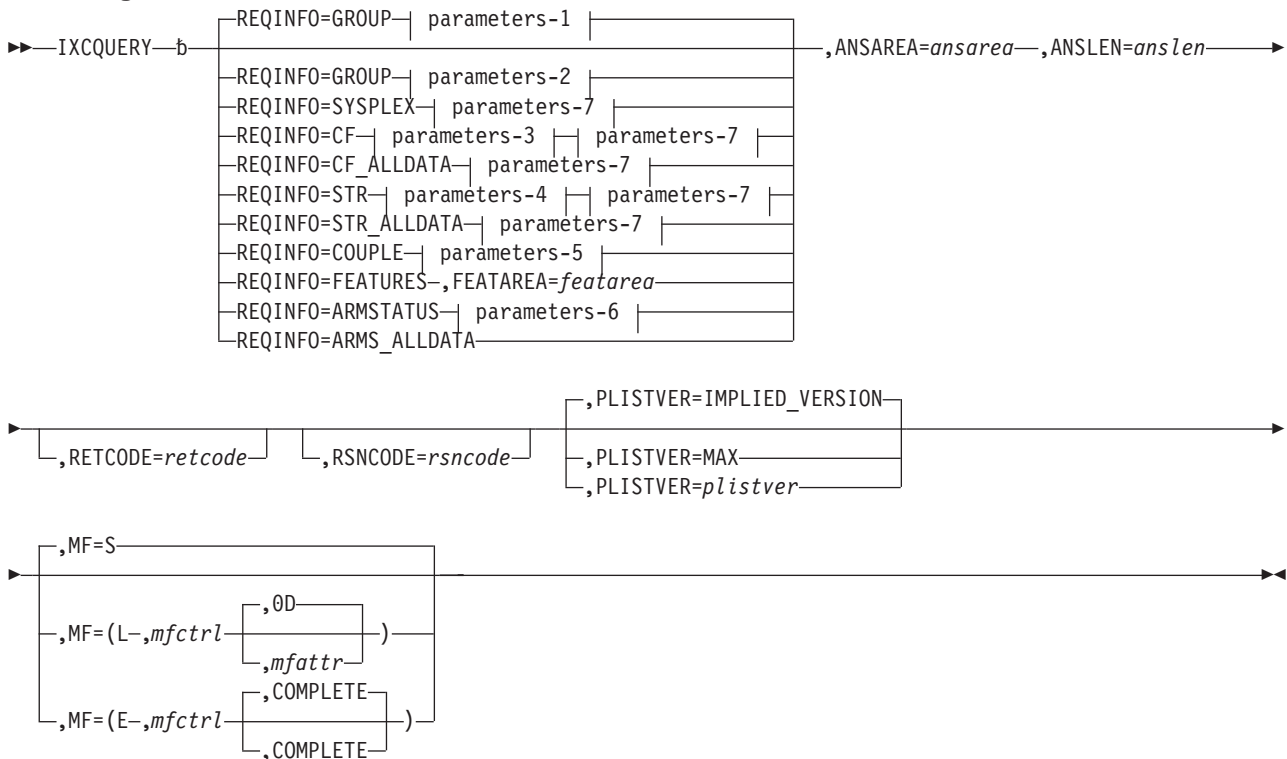 REQINFO=GROUP parameters-1
IXCQUERY b ,ANSAREA=ansarea ,ANSLEN=anslen
REQINFO=GROUP parameters-2
REQINFO=SYSPLEX parameters-7
REQINFO=CF parameters-3 parameters-7
REQINFO=CF_ALLDATA parameters-7
REQINFO=STR parameters-4 parameters-7
REQINFO=STR_ALLDATA parameters-7
REQINFO=COUPLE parameters-5
REQINFO=FEATURES ,FEATAREA=featarea
REQINFO=ARMSTATUS parameters-6
REQINFO=ARMS_ALLDATA
,PLISTVER=IMPLIED_VERSION
,RETCODE=retcode ,RSNCODE=rsncode ,PLISTVER=MAX
,PLISTVER=plistver
,MF=S
,0D
,MF=(L ,mfctrl )
,mfattr
,COMPLETE
,MF=(E ,mfctrl )
,COMPLETE